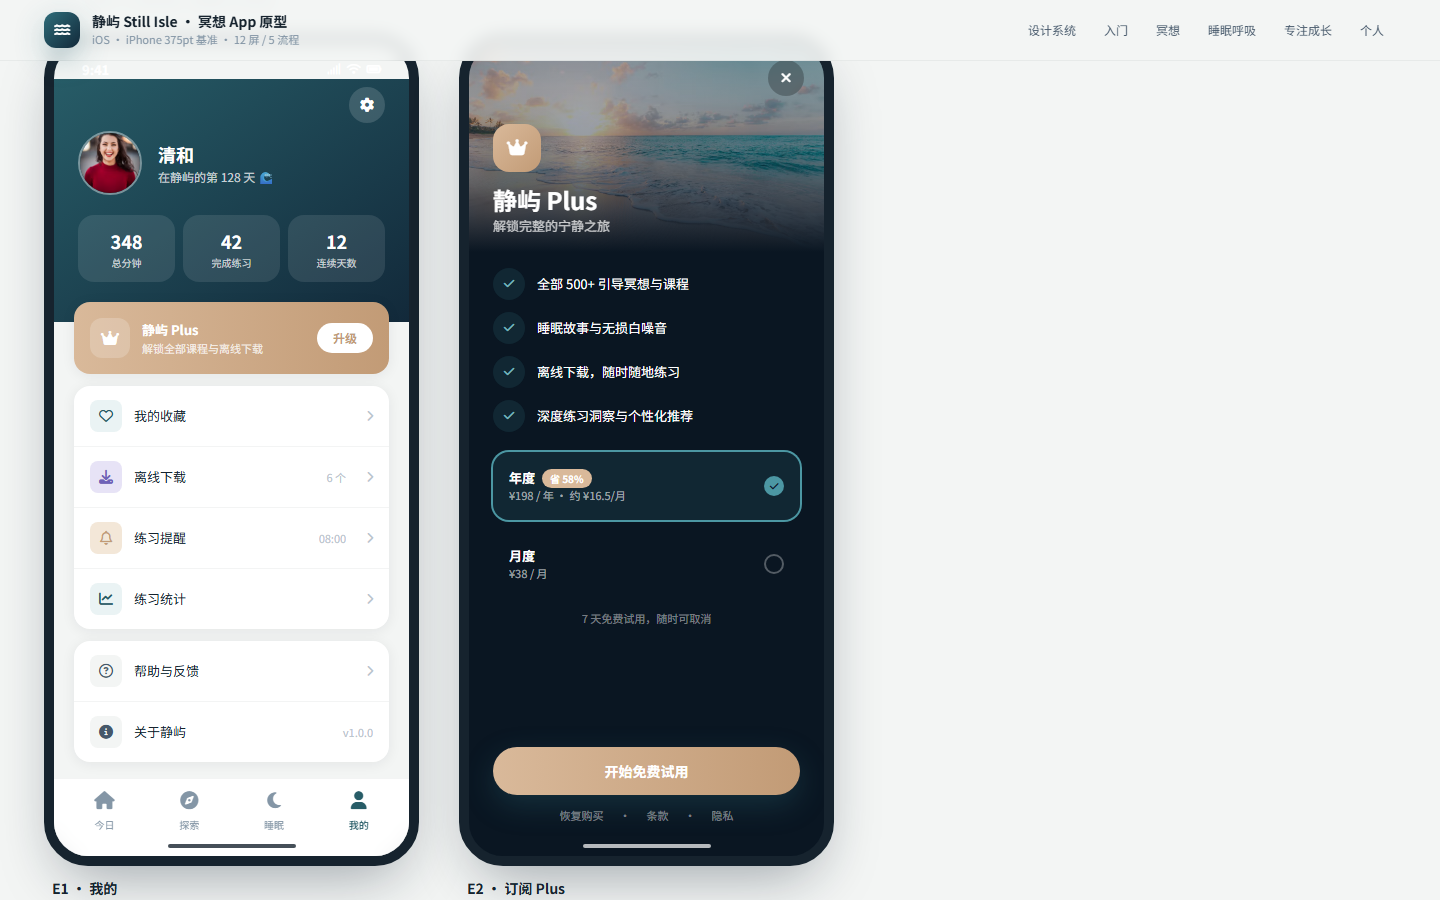 静屿 Still Isle • 冥想 App 原型
iOS • iPhone 375pt 基准 • 12 屏 / 5 流程
设计系统
入门
冥想
睡眠呼吸
专注成长
个人
9:41
清和
在静屿的第 128 天
348
总分钟
42
完成练习
12
连续天数
静屿 Plus
解锁全部课程与离线下载
升级
我的收藏
离线下载
6 个
练习提醒
08:00
练习统计
帮助与反馈
关于静屿
v1.0.0
今日
探索
睡眠
我的
E1 • 我的
静屿 Plus
解锁完整的宁静之旅
全部 500+ 引导冥想与课程
睡眠故事与无损白噪音
离线下载，随时随地练习
深度练习洞察与个性化推荐
年度 省 58%
¥198 / 年 • 约 ¥16.5/月
月度
¥38 / 月
7 天免费试用，随时可取消
开始免费试用
恢复购买 • 条款 • 隐私
E2 • 订阅 Plus